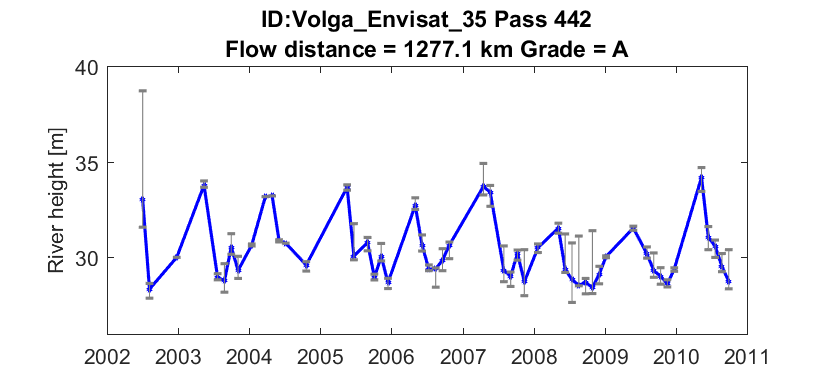 ID:Volga_Envisat_35 Pass 442
Flow distance = 1277.1 km Grade = A
River height [m]
40
35
30
2002 2003 2004 2005 2006 2007 2008 2009 2010 2011